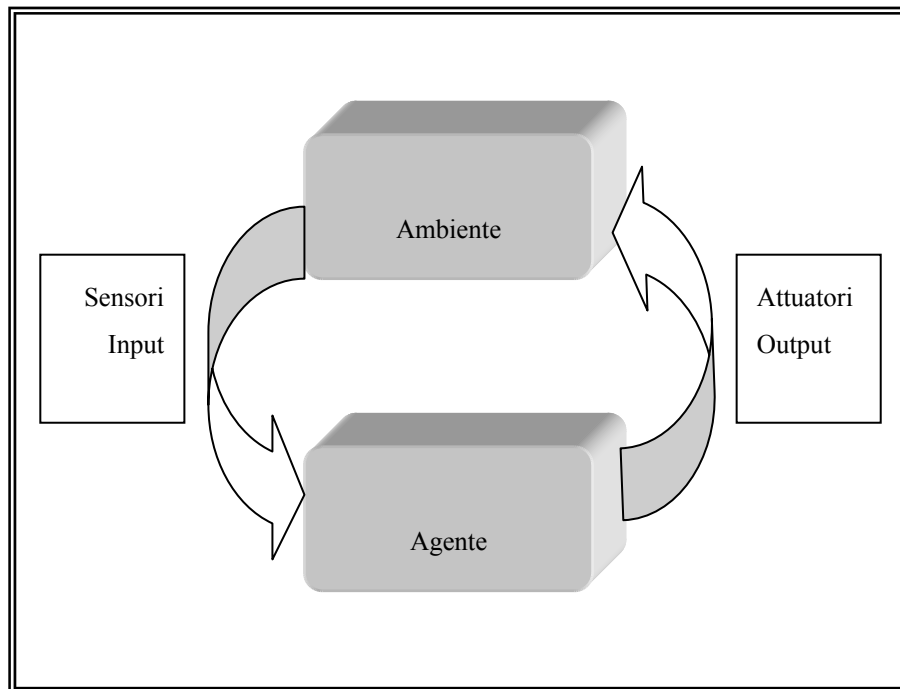 Ambiente
Sensori
Input
Attuatori
Output
Agente